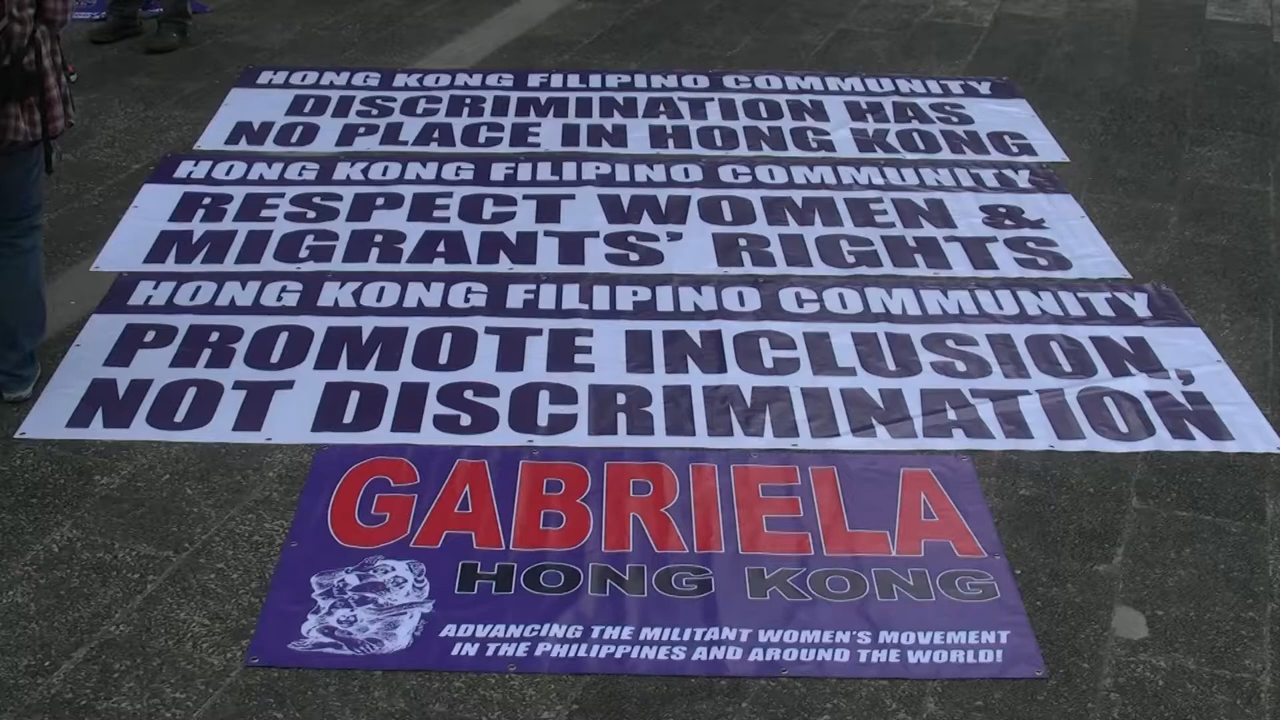 HONG KONG FILIPINO COMMUNITY
DISCRIMINATION HAS
NO PLACE IN HONG KONG
HONG KONG FILIPINO COMMUNITY
RESPECT WOMEN &
MIGRANTS' RIGHTS
HONG KONG FILIPINO COMMUNITY
PROMOTE INCLUSION,
NOT DISCRIMINATION
GABRIELA
HONG KONG
ADVANCING THE MILITANT WOMEN'S MOVEMENT
IN THE PHILIPPINES AND AROUND THE WORLD!